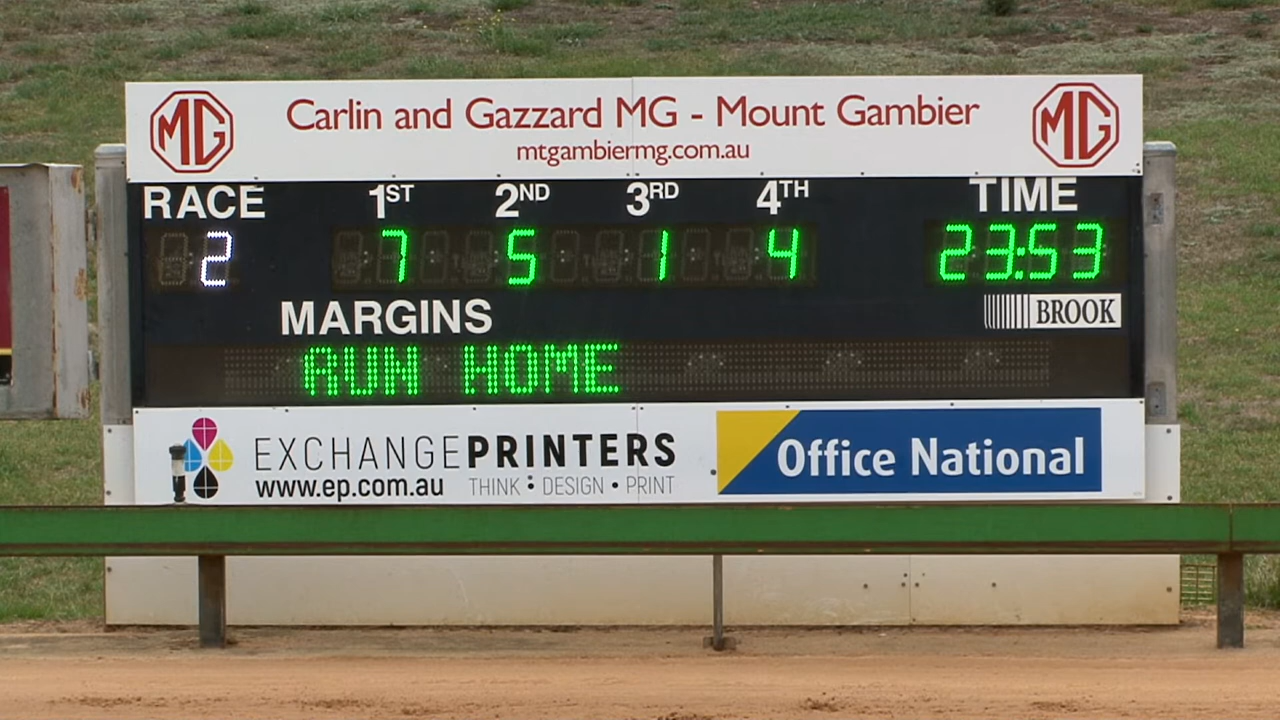 MG Carlin and Gazzard MG - Mount Gambier MG
mtgambiermg.com.au
RACE 1ST 2ND 3RD 4TH TIME
2 7 5 1 4 23:53
MARGINS BROOK
RUN HOME
EXCHANGEPRINTERS Office National
www.ep.com.au THINK • DESIGN • PRINT